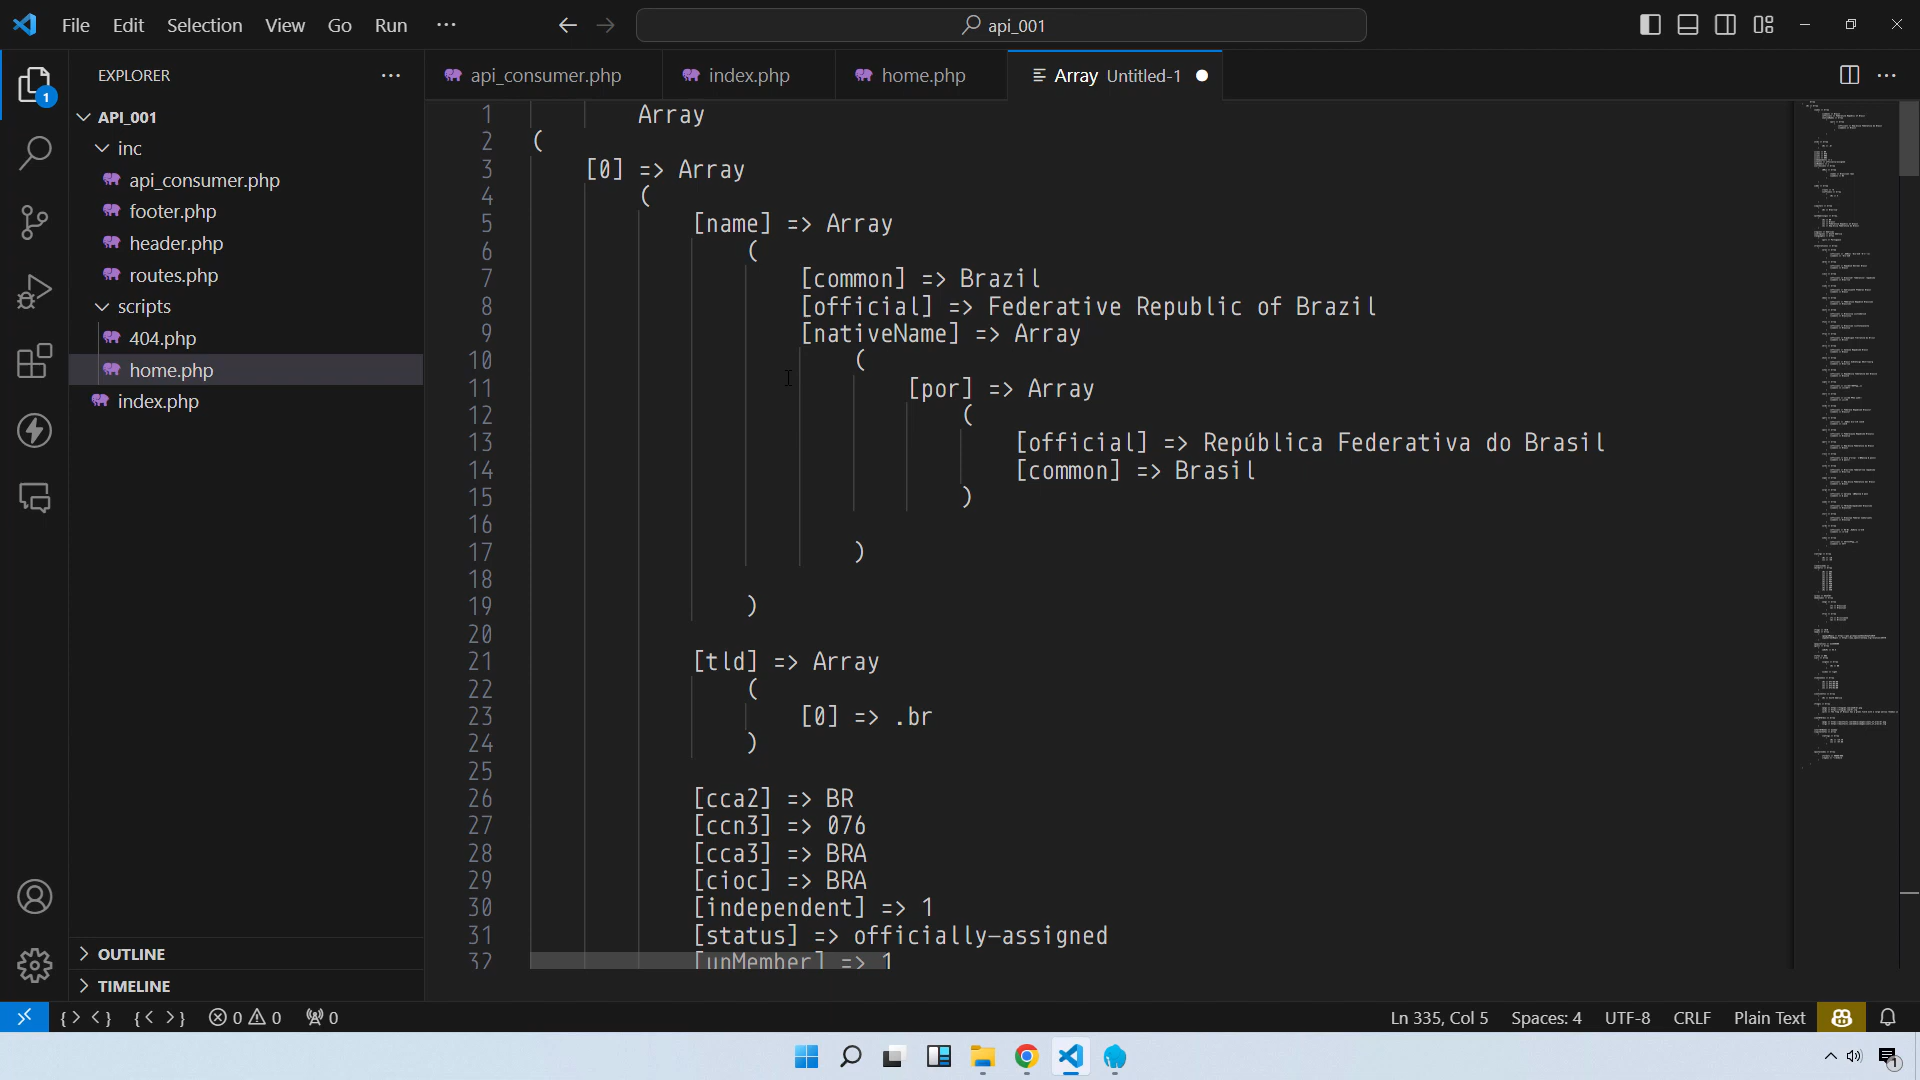 File Edit Selection View Go Run ··· api_001
EXPLORER ···
api_consumer.php index.php home.php Array Untitled-1
API_001
inc
api_consumer.php
footer.php
header.php
routes.php
scripts
404.php
home.php
index.php
1 Array
2 (
3 [0] => Array
4 (
5 [name] => Array
6 (
7 [common] => Brazil
8 [official] => Federative Republic of Brazil
9 [nativeName] => Array
10 (
11 [por] => Array
12 (
13 [official] => República Federativa do Brasil
14 [common] => Brasil
15 )
16
17 )
18
19 )
20
21 [tld] => Array
22 (
23 [0] => .br
24 )
25
26 [cca2] => BR
27 [ccn3] => 076
28 [cca3] => BRA
29 [cioc] => BRA
30 [independent] => 1
31 [status] => officially-assigned
32 [unMember] => 1
OUTLINE
TIMELINE
1
{> <} {< >} 0 0 0 Ln 335, Col 5 Spaces: 4 UTF-8 CRLF Plain Text
1